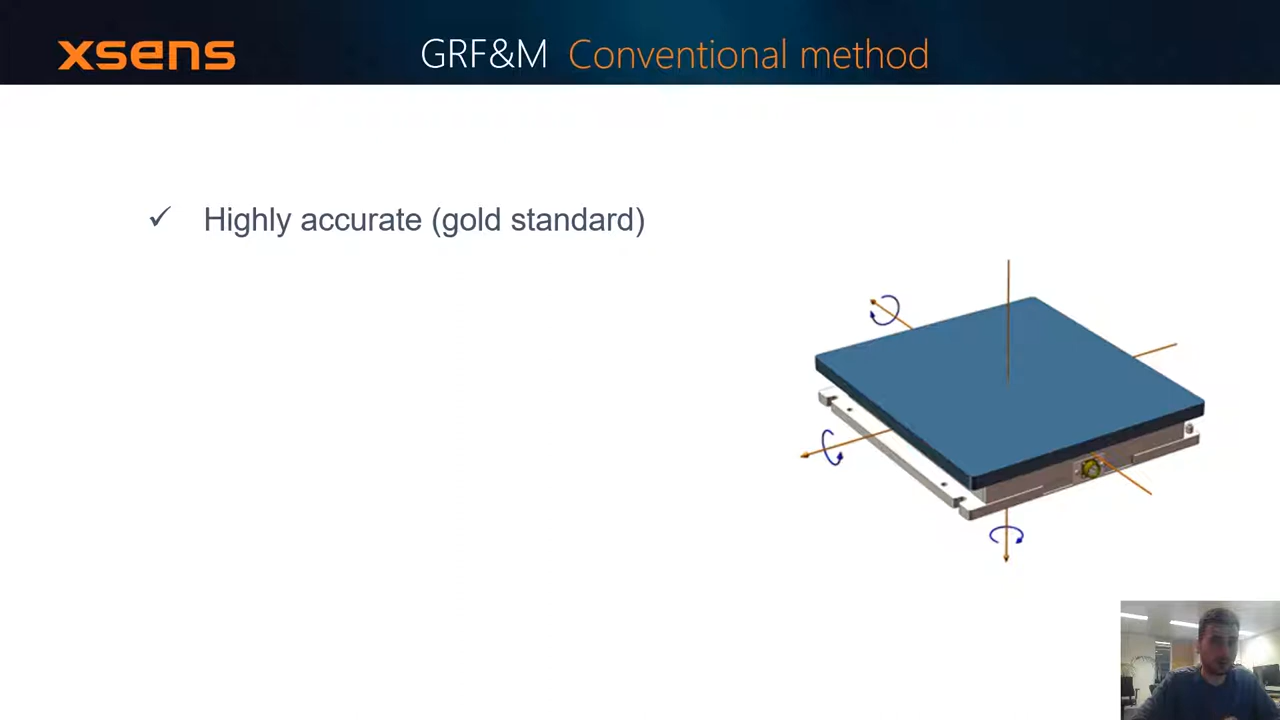 xsens
GRF&M Conventional method
✓ Highly accurate (gold standard)